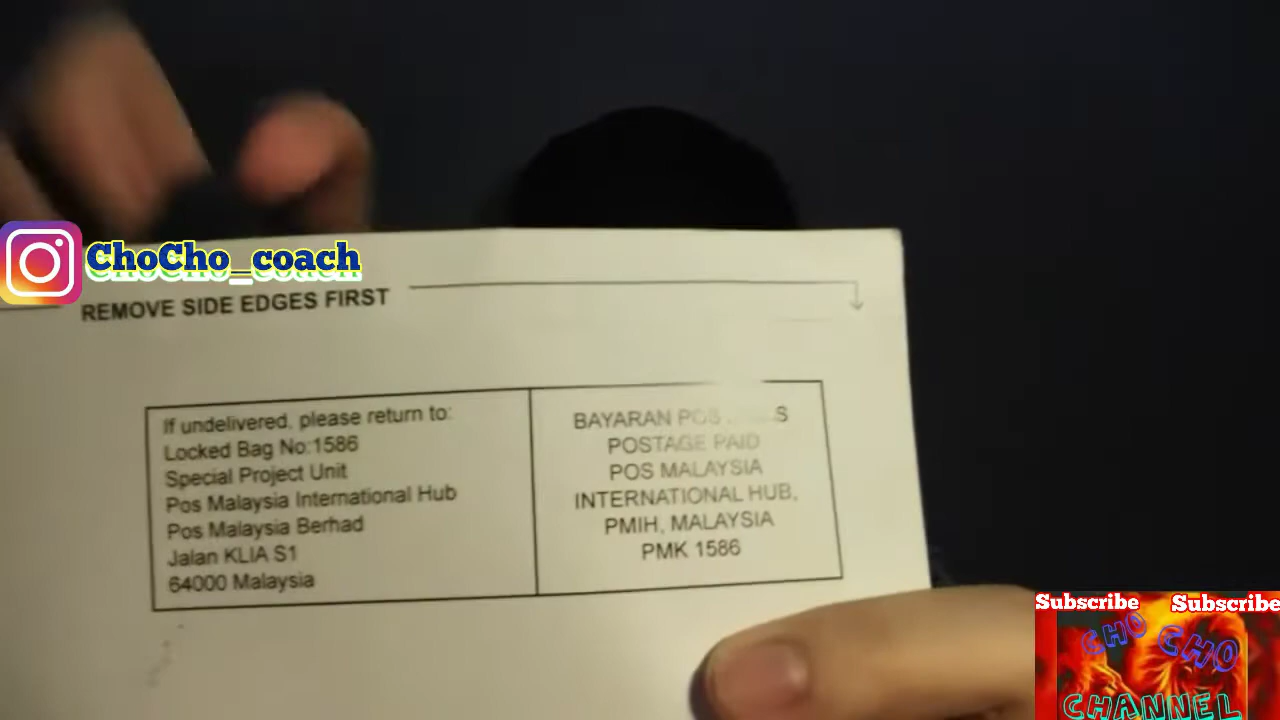 ChoCho_coach
REMOVE SIDE EDGES FIRST
If undelivered, please return to:
Locked Bag No:1586
Special Project Unit
Pos Malaysia International Hub
Pos Malaysia Berhad
Jalan KLIA S1
64000 Malaysia
BAYARAN POS
POSTAGE PAID
POS MALAYSIA
INTERNATIONAL HUB,
PMIH, MALAYSIA
PMK 1586
Subscribe Subscribe
CHO CHO
CHANNEL